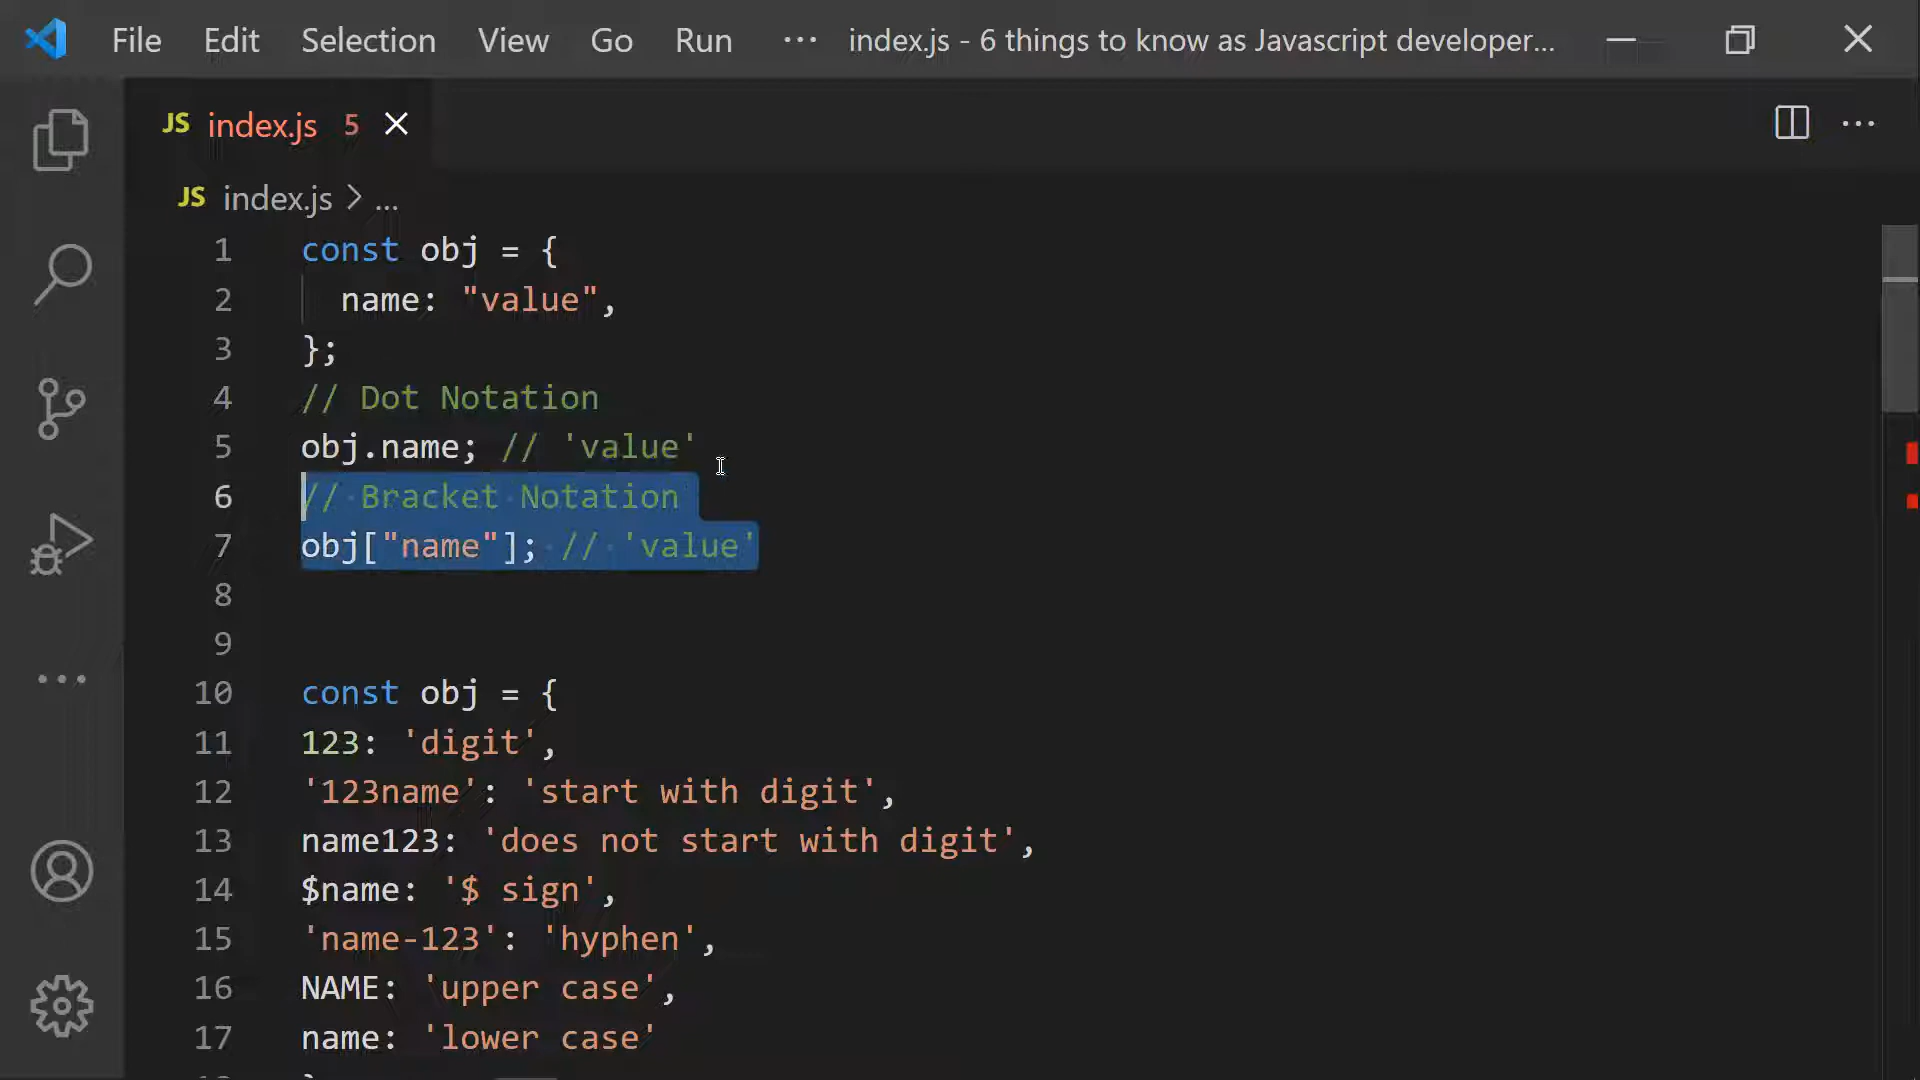 File Edit Selection View Go Run ··· index.js - 6 things to know as Javascript developer...
JS index.js 5
JS index.js > ...
1 const obj = {
2 name: "value",
3 };
4 // Dot Notation
5 obj.name; // 'value'
6 // Bracket Notation
7 obj["name"]; // 'value'
8
9
10 const obj = {
11 123: 'digit',
12 '123name': 'start with digit',
13 name123: 'does not start with digit',
14 $name: '$ sign',
15 'name-123': 'hyphen',
16 NAME: 'upper case',
17 name: 'lower case'